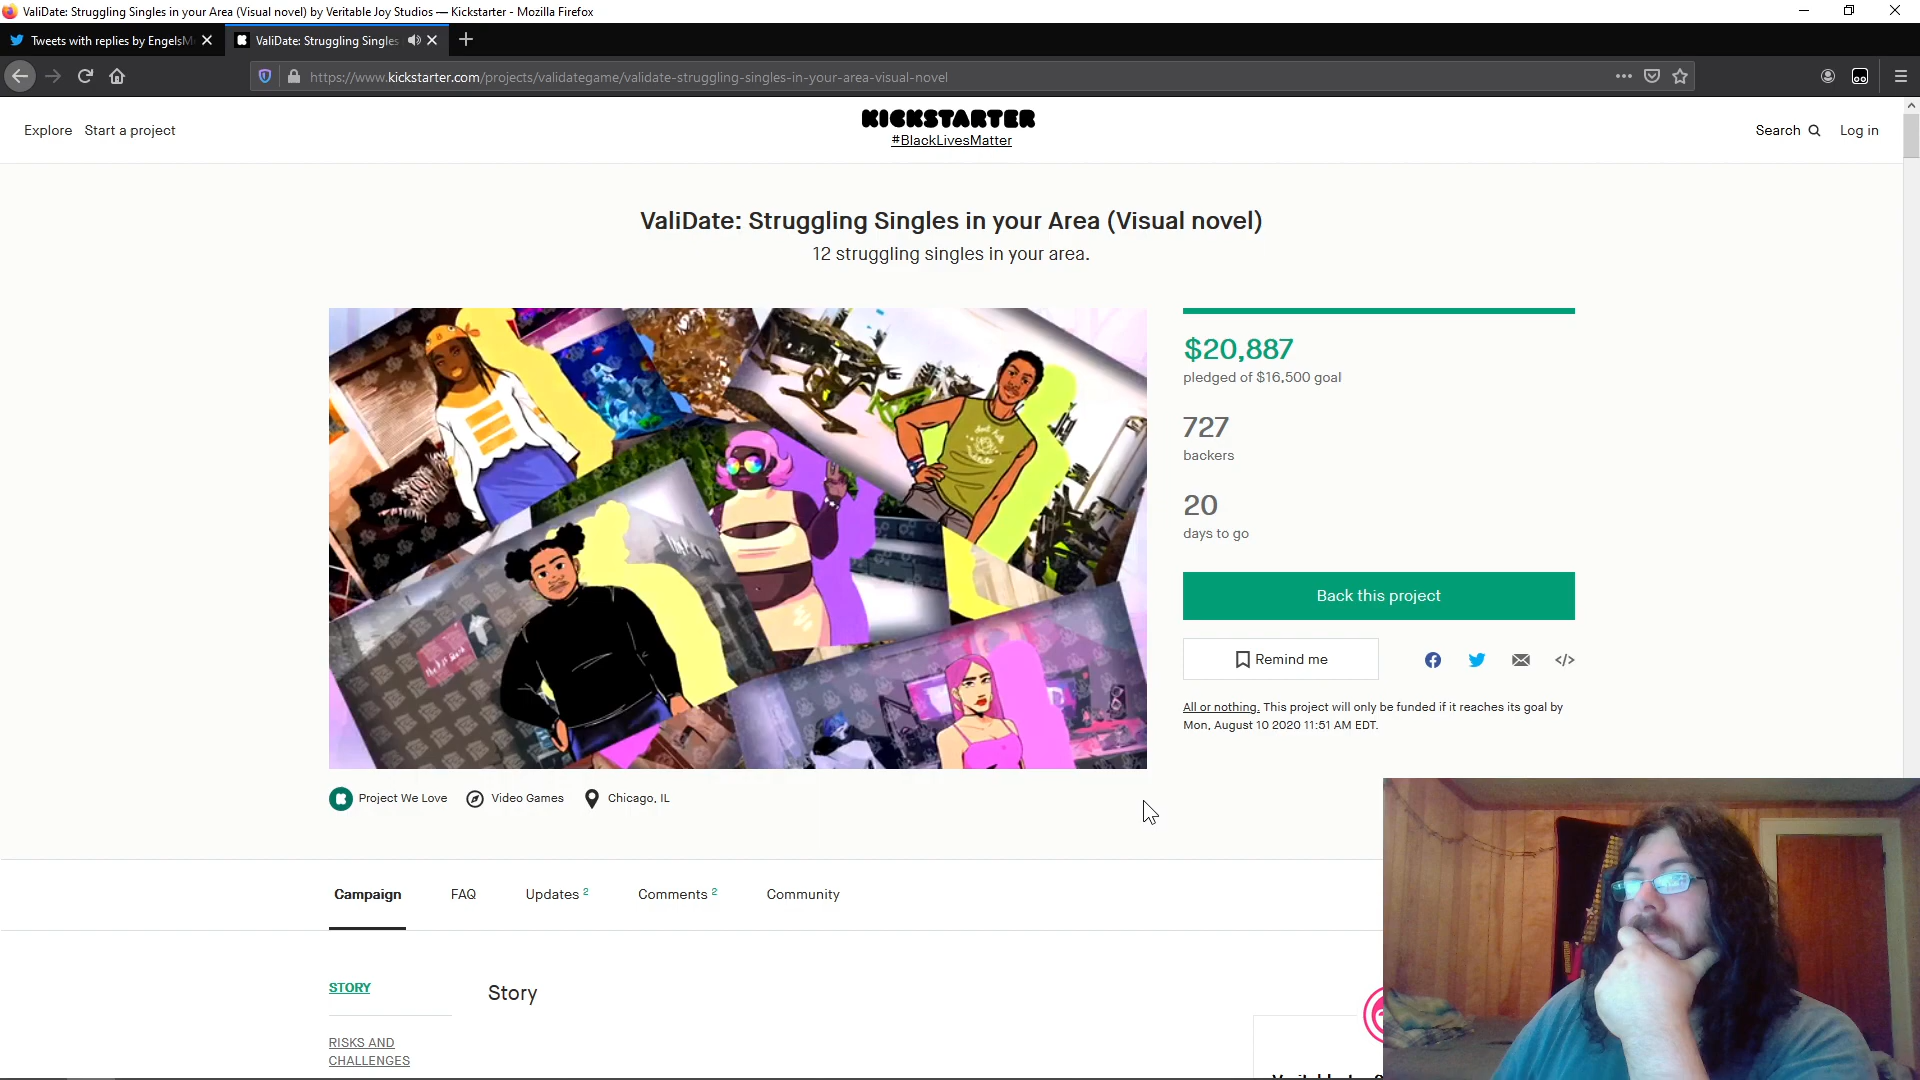 ValiDate: Struggling Singles in your Area (Visual novel) by Veritable Joy Studios — Kickstarter - Mozilla Firefox
Tweets with replies by EngelsM
ValiDate: Struggling Singles
https://www.kickstarter.com/projects/validategame/validate-struggling-singles-in-your-area-visual-novel
Explore
Start a project
KICKSTARTER
#BlackLivesMatter
Search
Log in
ValiDate: Struggling Singles in your Area (Visual novel)
12 struggling singles in your area.
$20,887
pledged of $16,500 goal
727
backers
20
days to go
Back this project
Remind me
All or nothing. This project will only be funded if it reaches its goal by
Mon, August 10 2020 11:51 AM EDT.
Project We Love
Video Games
Chicago, IL
Campaign
FAQ
Updates 2
Comments 2
Community
STORY
Story
RISKS AND
CHALLENGES